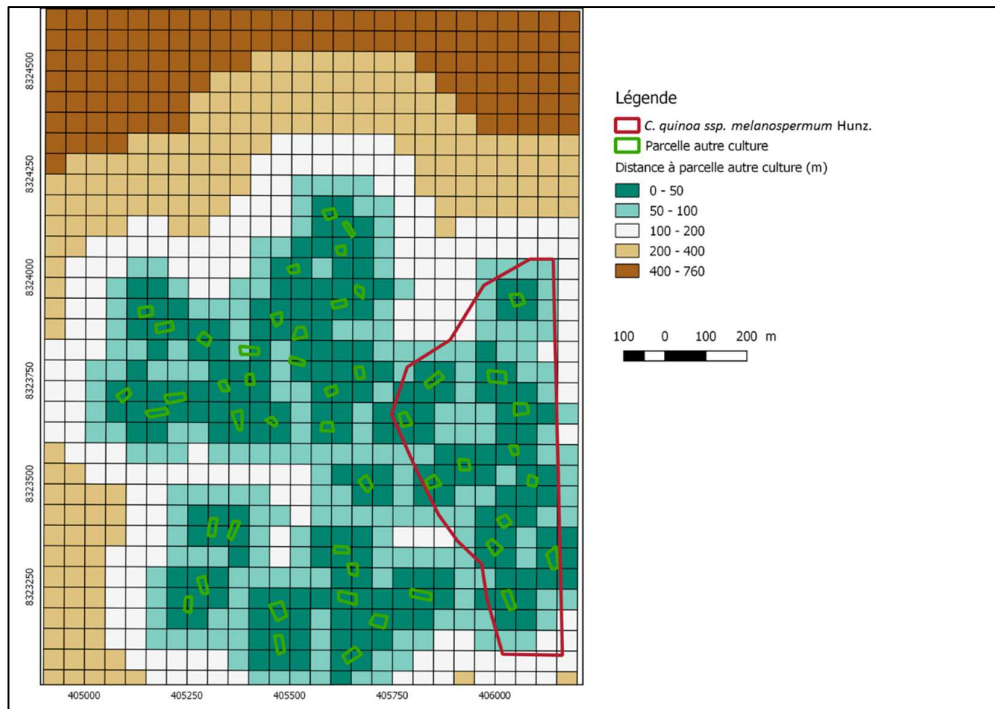 Légende
C. quinoa ssp. melanospermum Hunz.
Parcelle autre culture
Distance à parcelle autre culture (m)
0 - 50
50 - 100
100 - 200
200 - 400
400 - 760
100 0 100 200 m
8324500
8324250
8324000
8323750
8323500
8323250
405000 405250 405500 405750 406000